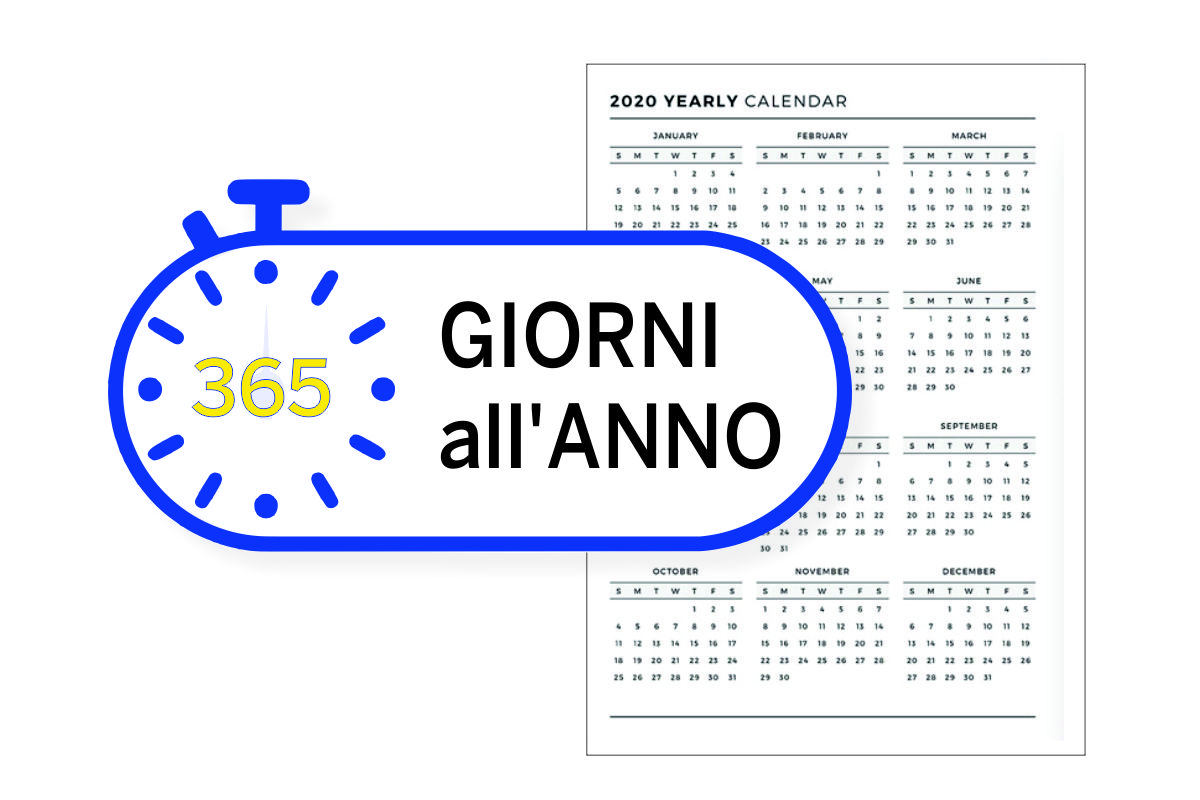 2020 YEARLY CALENDAR
JANUARY FEBRUARY MARCH
S M T W T F S S M T W T F S S M T W T F S
1 2 3 4 1 1 2 3 4 5 6 7
5 6 7 8 9 10 11 2 3 4 5 6 7 8 8 9 10 11 12 13 14
12 13 14 15 16 17 18 9 10 11 12 13 14 15 15 16 17 18 19 20 21
19 20 21 22 23 24 25 16 17 18 19 20 21 22 22 23 24 25 26 27 28
23 24 25 26 27 28 29 29 30 31
MAY JUNE
T F S S M T W T F S
1 2 1 2 3 4 5 6
8 9 7 8 9 10 11 12 13
15 16 14 15 16 17 18 19 20
22 23 21 22 23 24 25 26 27
29 30 28 29 30
365
GIORNI
all'ANNO
SEPTEMBER
F S S M T W T F S
1 1 2 3 4 5
6 7 8 6 7 8 9 10 11 12
12 13 14 15 13 14 15 16 17 18 19
18 19 20 21 22 20 21 22 23 24 25 26
24 25 26 27 28 29 27 28 29 30
30 31
OCTOBER NOVEMBER DECEMBER
S M T W T F S S M T W T F S S M T W T F S
1 2 3 1 2 3 4 5 6 7 1 2 3 4 5
4 5 6 7 8 9 10 8 9 10 11 12 13 14 6 7 8 9 10 11 12
11 12 13 14 15 16 17 15 16 17 18 19 20 21 13 14 15 16 17 18 19
18 19 20 21 22 23 24 22 23 24 25 26 27 28 20 21 22 23 24 25 26
25 26 27 28 29 30 31 29 30 27 28 29 30 31